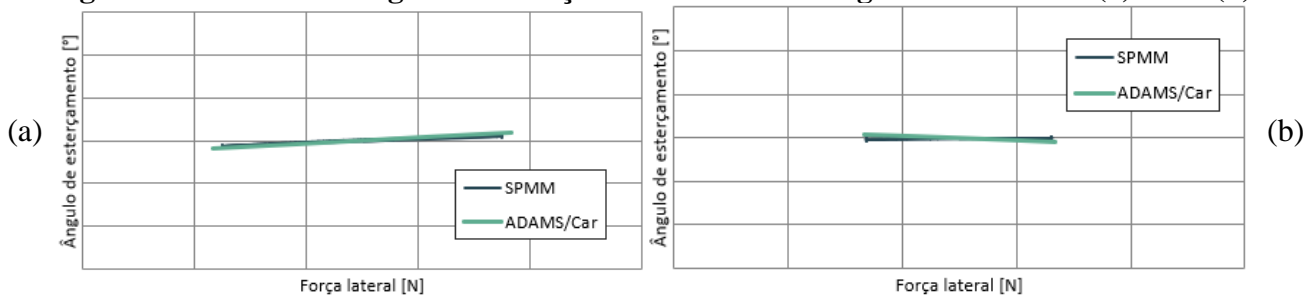 Ângulo de esterçamento [°]
(a)
SPMM
ADAMS/Car
Força lateral [N]
Ângulo de esterçamento [°]
SPMM
ADAMS/Car
(b)
Força lateral [N]